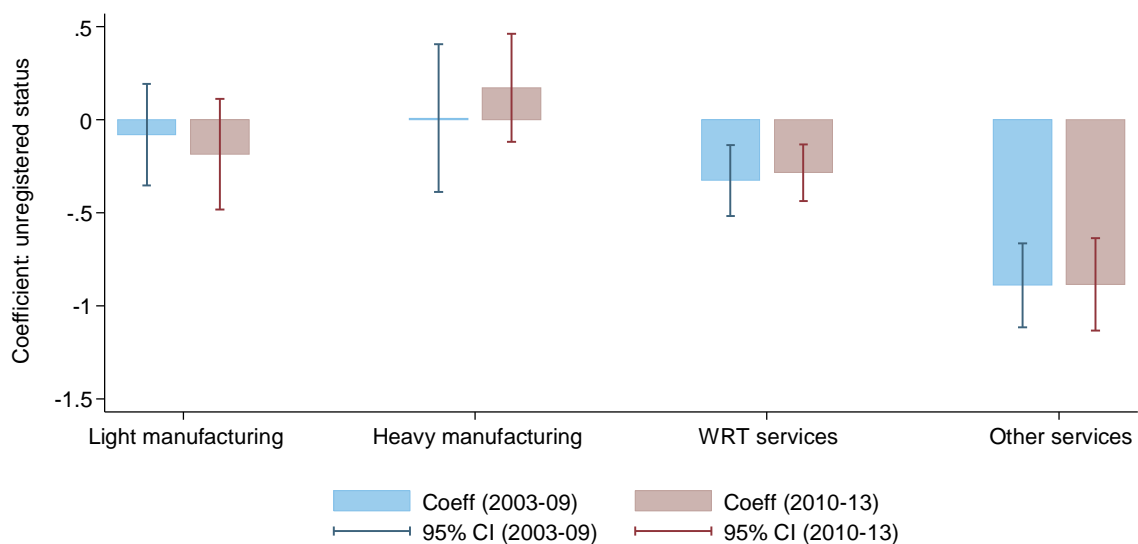 .5
0
-.5
-1
-1.5
Coefficient: unregistered status
Light manufacturing
Heavy manufacturing
WRT services
Other services
Coeff (2003-09)
Coeff (2010-13)
95% CI (2003-09)
95% CI (2010-13)